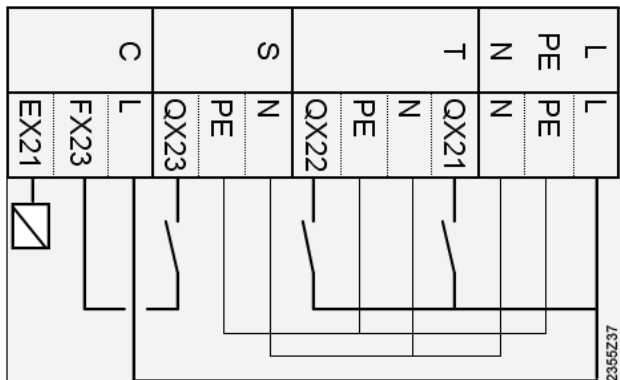 C S T N PE L
EX21 FX23 L QX23 PE N QX22 PE N QX21 N PE L
2355Z37